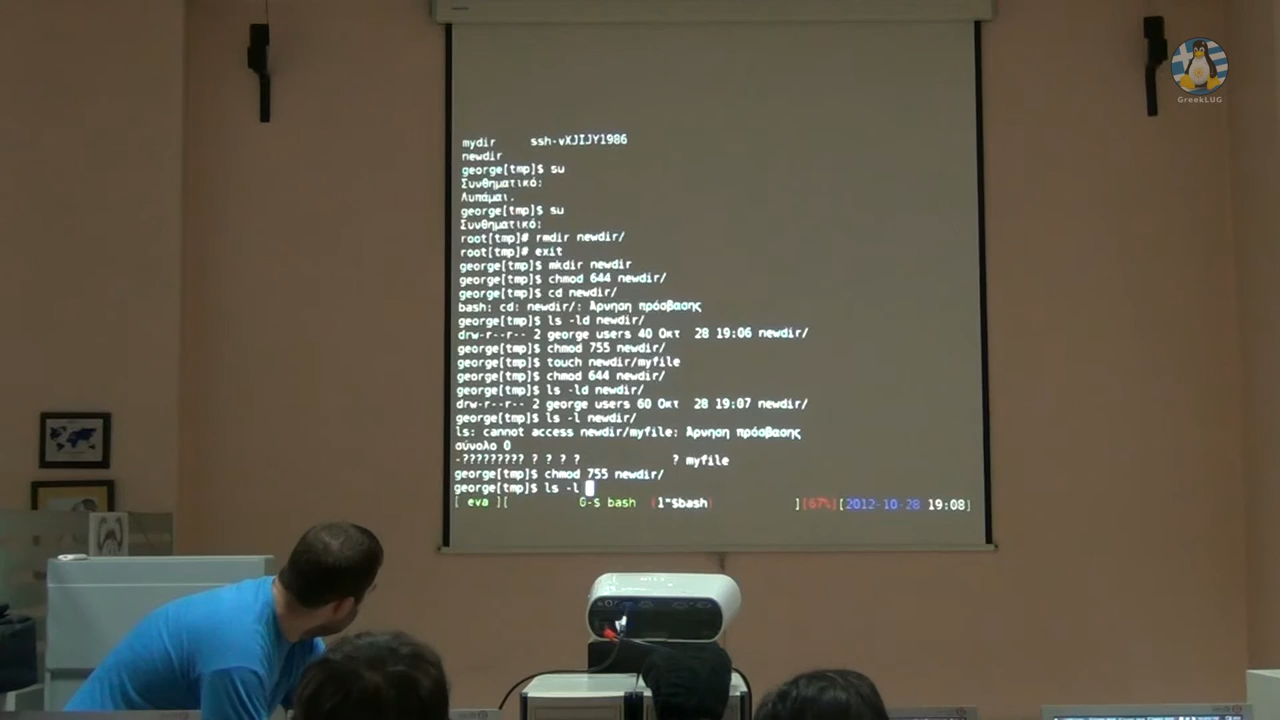 GreekLUG
mydir ssh-vXJIJY1986
newdir
george[tmp]$ su
Συνθηματικό:
Λυπάμαι.
george[tmp]$ su
Συνθηματικό:
root[tmp]# rmdir newdir/
root[tmp]# exit
george[tmp]$ mkdir newdir
george[tmp]$ chmod 644 newdir/
george[tmp]$ cd newdir/
bash: cd: newdir/: Άρνηση πρόσβασης
george[tmp]$ ls -ld newdir/
drw-r--r-- 2 george users 40 Οκτ 28 19:06 newdir/
george[tmp]$ chmod 755 newdir/
george[tmp]$ touch newdir/myfile
george[tmp]$ chmod 644 newdir/
george[tmp]$ ls -ld newdir/
drw-r--r-- 2 george users 60 Οκτ 28 19:07 newdir/
george[tmp]$ ls -l newdir/
ls: cannot access newdir/myfile: Άρνηση πρόσβασης
σύνολο 0
-????????? ? ? ? ? ? myfile
george[tmp]$ chmod 755 newdir/
george[tmp]$ ls -l
[ eva ][ 0-$ bash (1*$bash) ][67%][2012-10-28 19:08]